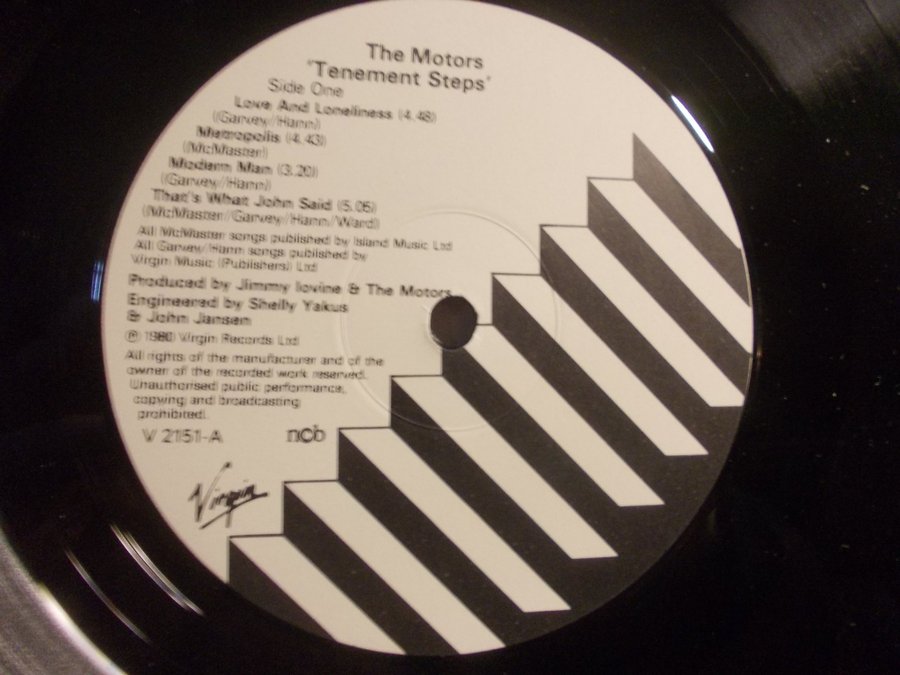 The Motors
'Tenement Steps'
Side One
Love And Loneliness (4.48)
(Garvey/Hann)
Metropolis (4.43)
(McMaster)
Modern Man (3.20)
(Garvey/Hann)
That's What John Said (5.05)
(McMaster/Garvey/Hann/Ward)
All McMaster songs published by Island Music Ltd
All Garvey/Hann songs published by
Virgin Music (Publishers) Ltd
Produced by Jimmy Iovine & The Motors
Engineered by Shelly Yakus
& John Jansen
℗ 1980 Virgin Records Ltd
All rights of the manufacturer and of the
owner of the recorded work reserved.
Unauthorised public performance,
copying and broadcasting
prohibited.
V 2151-A ncb
Virgin